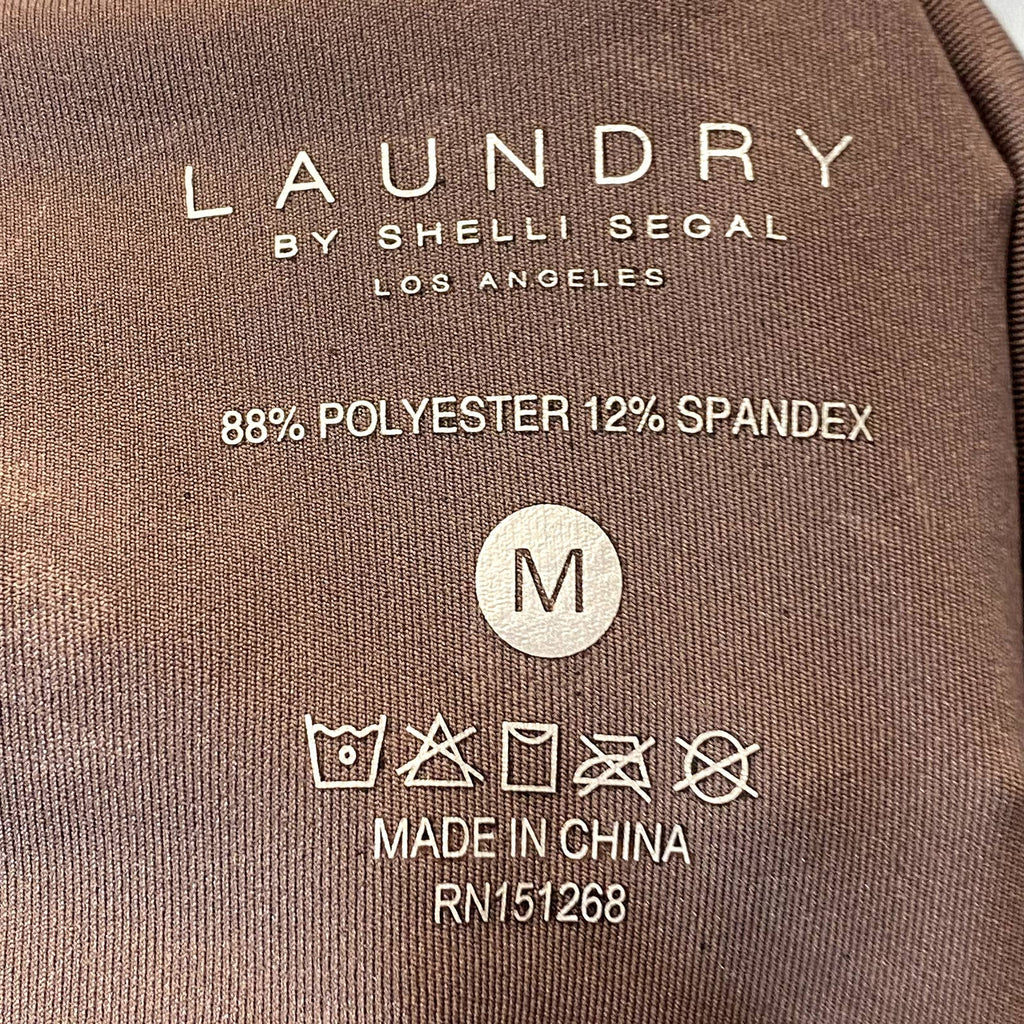 LAUNDRY
BY SHELLI SEGAL
LOS ANGELES
88% POLYESTER 12% SPANDEX
M
MADE IN CHINA
RN151268